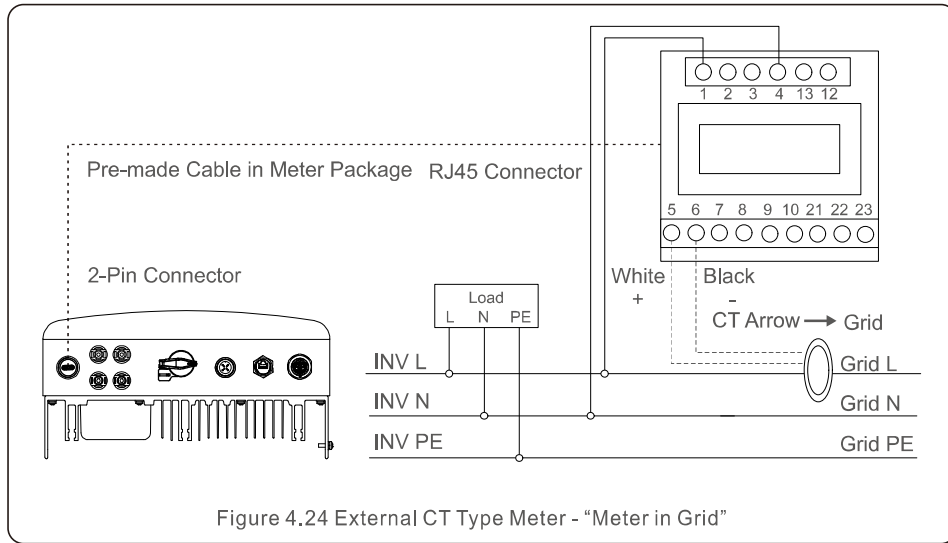 1 2 3 4 13 12
Pre-made Cable in Meter Package RJ45 Connector
5 6 7 8 9 10 21 22 23
2-Pin Connector
White Black
+ -
CT Arrow Grid
Load
L N PE
INV L Grid L
INV N Grid N
INV PE Grid PE
Figure 4.24 External CT Type Meter - “Meter in Grid”